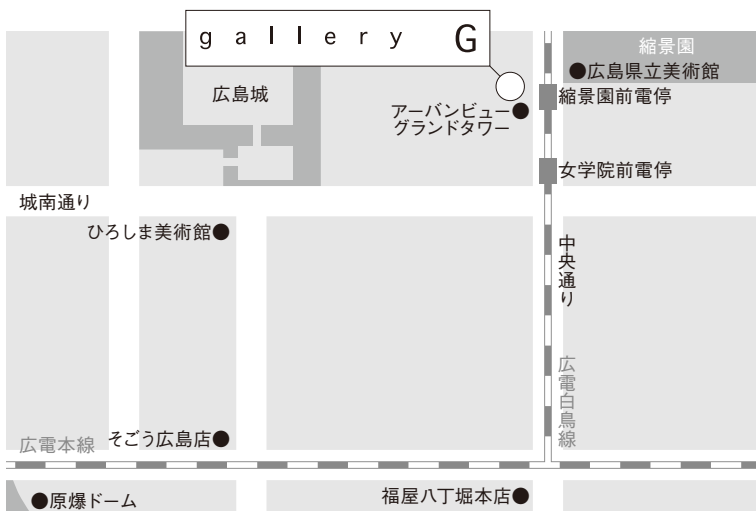 gallery G
縮景園
広島県立美術館
広島城
縮景園前電停
アーバンビュー
グランドタワー
女学院前電停
城南通り
ひろしま美術館
中央通り
広電白鳥線
そごう広島店
広電本線
原爆ドーム
福屋八丁堀本店